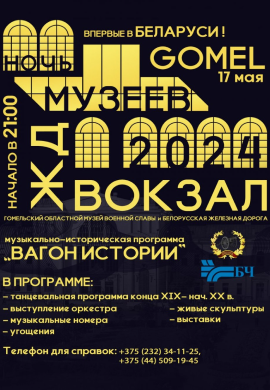 ВПЕРВЫЕ В БЕЛАРУСИ!
GOMEL
17 мая
НОЧЬ
МУЗЕЕВ
2024
НАЧАЛО В 21:00
ЖД
ВОКЗАЛ
ГОМЕЛЬСКИЙ ОБЛАСТНОЙ МУЗЕЙ ВОЕННОЙ СЛАВЫ и БЕЛОРУССКАЯ ЖЕЛЕЗНАЯ ДОРОГА
музыкально-историческая программа
„ВАГОН ИСТОРИИ”
БЧ
В ПРОГРАММЕ:
– танцевальная программа конца XIX– нач. XX в.
– выступление оркестра
– музыкальные номера
– угощения
– живые скульптуры
– выставки
Телефон для справок: +375 (232) 34-11-25,
+375 (44) 509-19-45